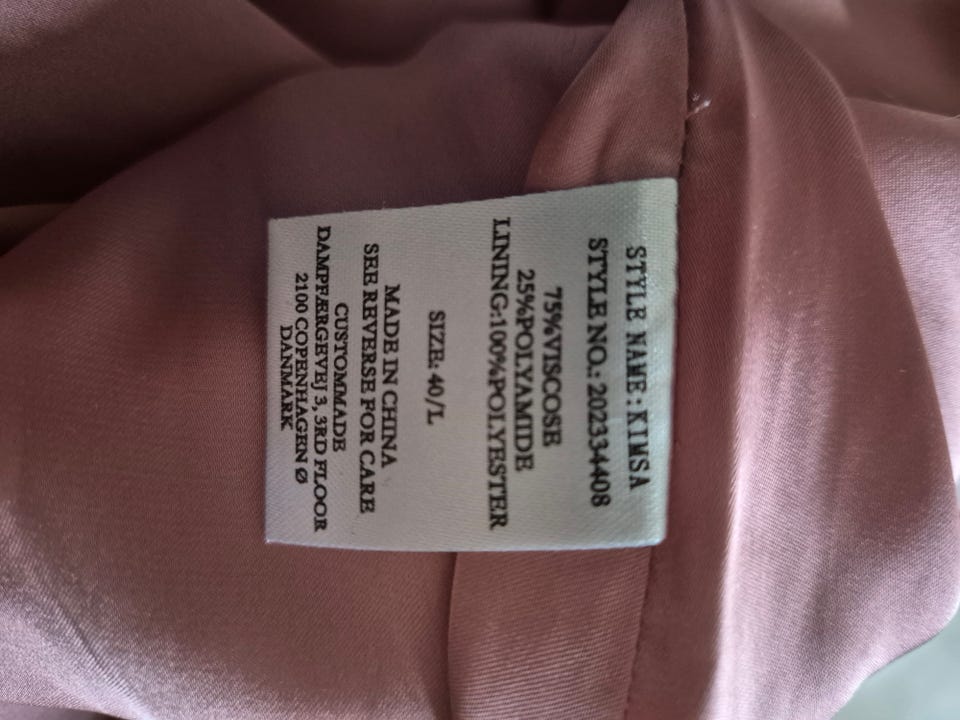 STYLE NAME:KIMSA
STYLE NO.: 202334408
75%VISCOSE
25%POLYAMIDE
LINING:100%POLYESTER
SIZE: 40/L
MADE IN CHINA
SEE REVERSE FOR CARE
CUSTOMMADE
DAMPFÆRGEVEJ 3, 3RD FLOOR
2100 COPENHAGEN Ø
DANMARK